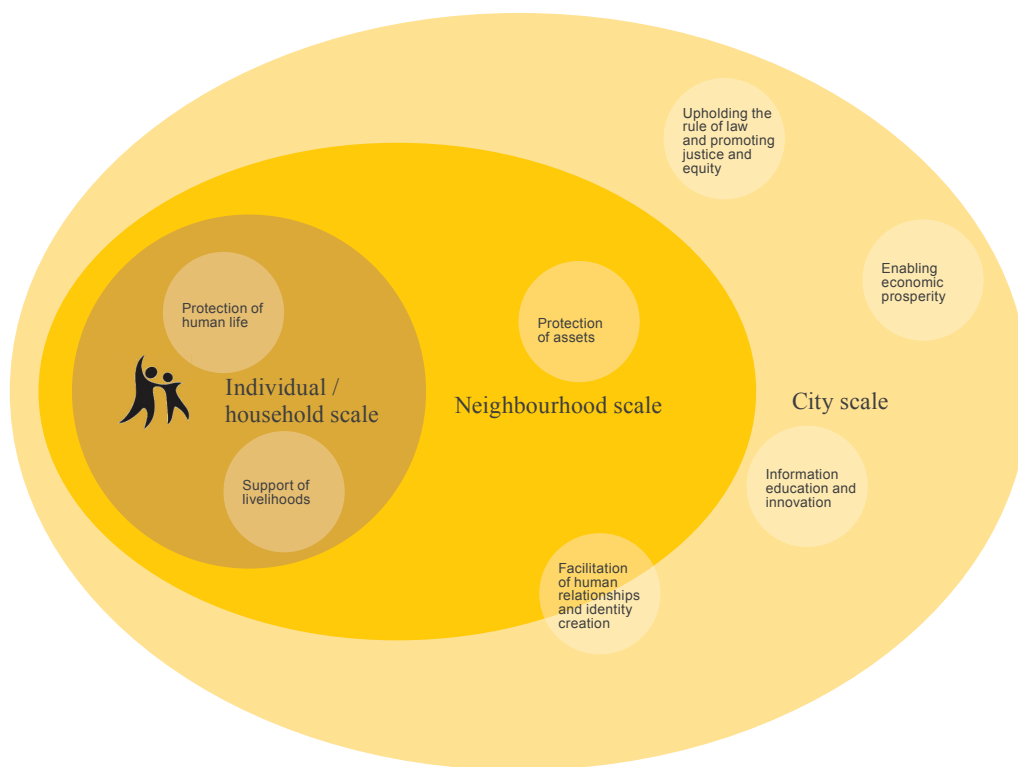 Upholding the
rule of law
and promoting
justice and
equity
Enabling
economic
prosperity
Protection of
human life
Protection
of assets
Individual /
household scale
Neighbourhood scale
City scale
Support of
livelihoods
Information
education and
innovation
Facilitation
of human
relationships
and identity
creation